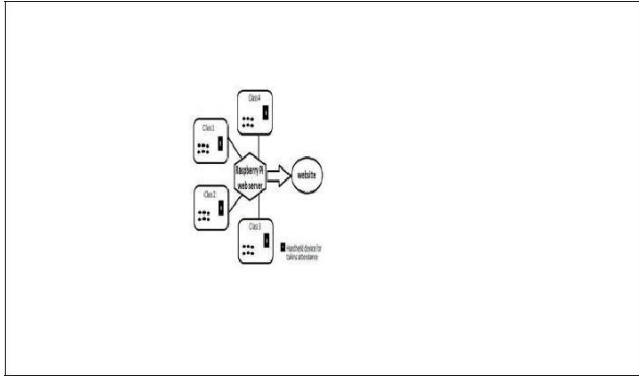 Class4
Class1
Raspberry Pi
web server
website
Class2
Class3
Handheld device for
taking attendance